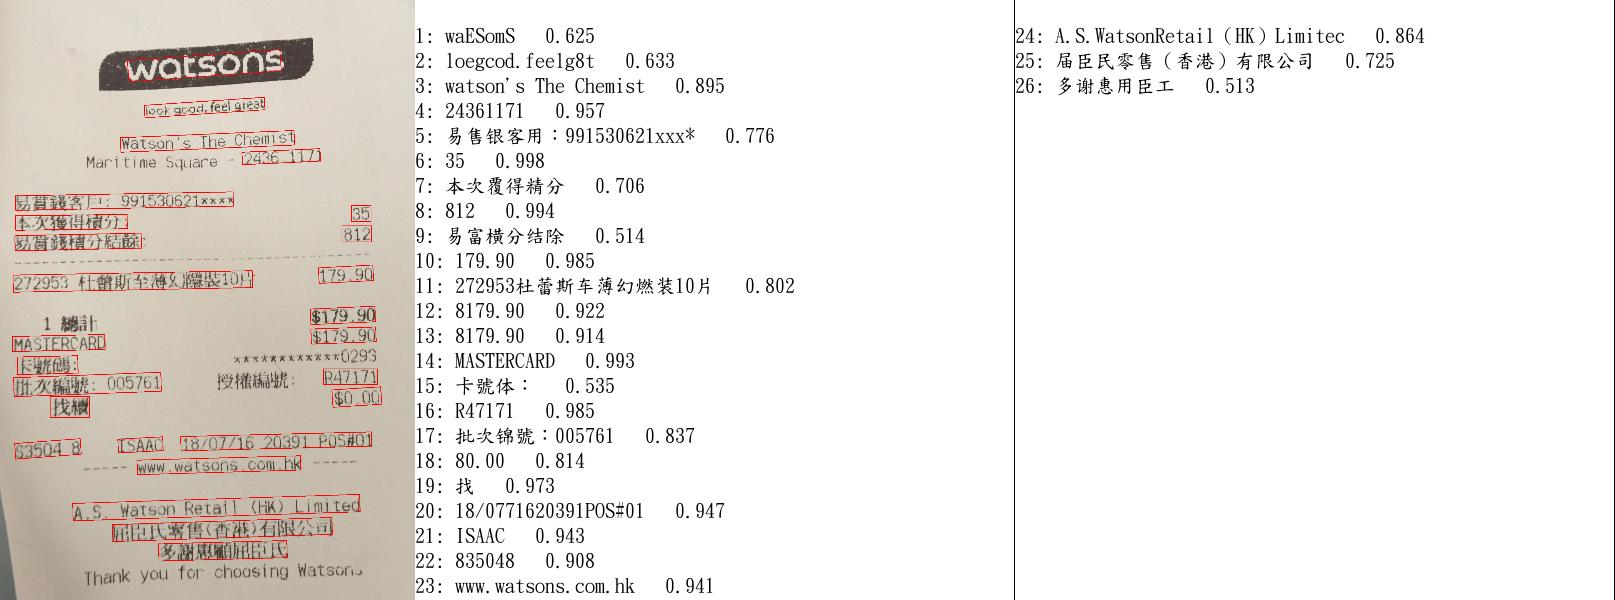 watsons
look good, feel great
Watson's The Chemist
Maritime Square - 2436 1171
易賞錢客戶: 991530621****
本次獲得積分: 35
易賞錢積分結餘: 812
272953 杜蕾斯至薄幻隱裝10片 179.90
1 總計 $179.90
MASTERCARD $179.90
卡號碼: ************0293
批次編號: 005761 授權編號: R47171
找續 $0.00
S3504 8 ISAAC 18/07/16 20391 POS#01
----- www.watsons.com.hk -----
A.S. Watson Retail (HK) Limited
屈臣氏零售(香港)有限公司
多謝惠顧屈臣氏
Thank you for choosing Watsons
1: waESomS 0.625
2: loegcod.feelg8t 0.633
3: watson's The Chemist 0.895
4: 24361171 0.957
5: 易售银客用：991530621xxx* 0.776
6: 35 0.998
7: 本次覆得精分 0.706
8: 812 0.994
9: 易富横分结除 0.514
10: 179.90 0.985
11: 272953杜蕾斯车薄幻燃装10片 0.802
12: 8179.90 0.922
13: 8179.90 0.914
14: MASTERCARD 0.993
15: 卡號体： 0.535
16: R47171 0.985
17: 批次锦號：005761 0.837
18: 80.00 0.814
19: 找 0.973
20: 18/0771620391POS#01 0.947
21: ISAAC 0.943
22: 835048 0.908
23: www.watsons.com.hk 0.941
24: A.S.WatsonRetail（HK）Limitec 0.864
25: 届臣民零售（香港）有限公司 0.725
26: 多谢惠用臣工 0.513